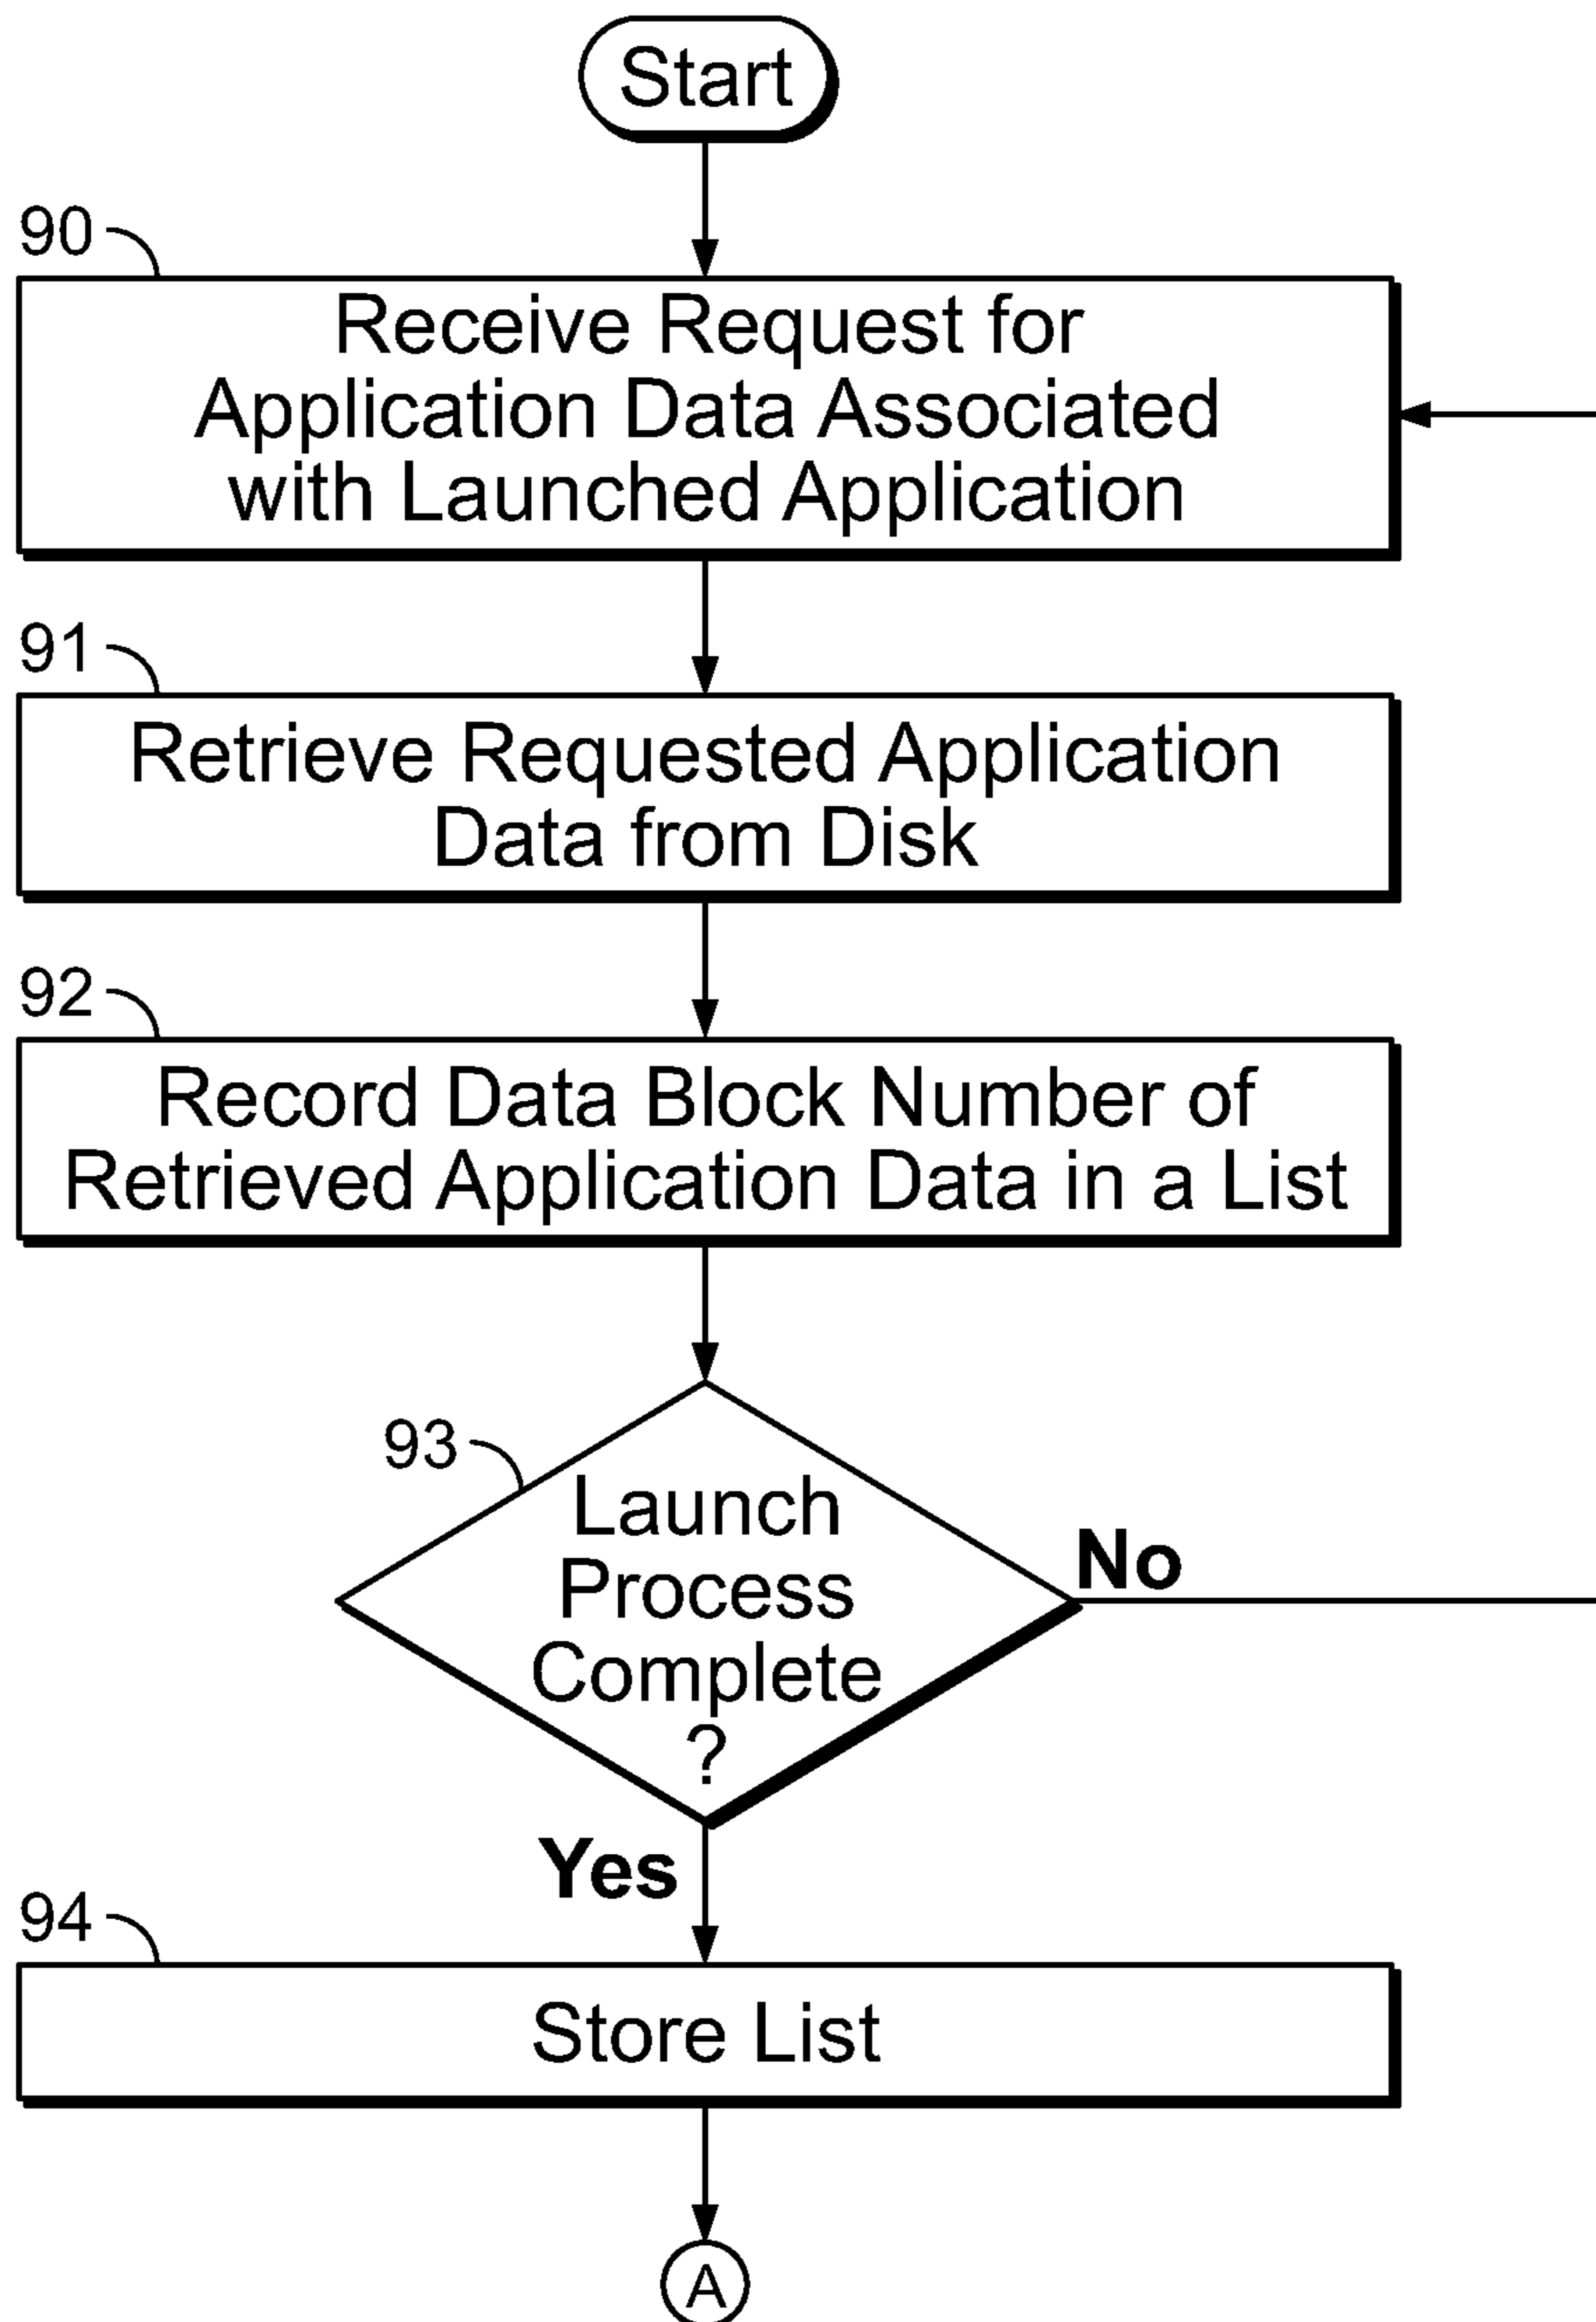 Start
90
Receive Request for
Application Data Associated
with Launched Application
91
Retrieve Requested Application
Data from Disk
92
Record Data Block Number of
Retrieved Application Data in a List
93
Launch
Process
Complete
?
No
Yes
94
Store List
A